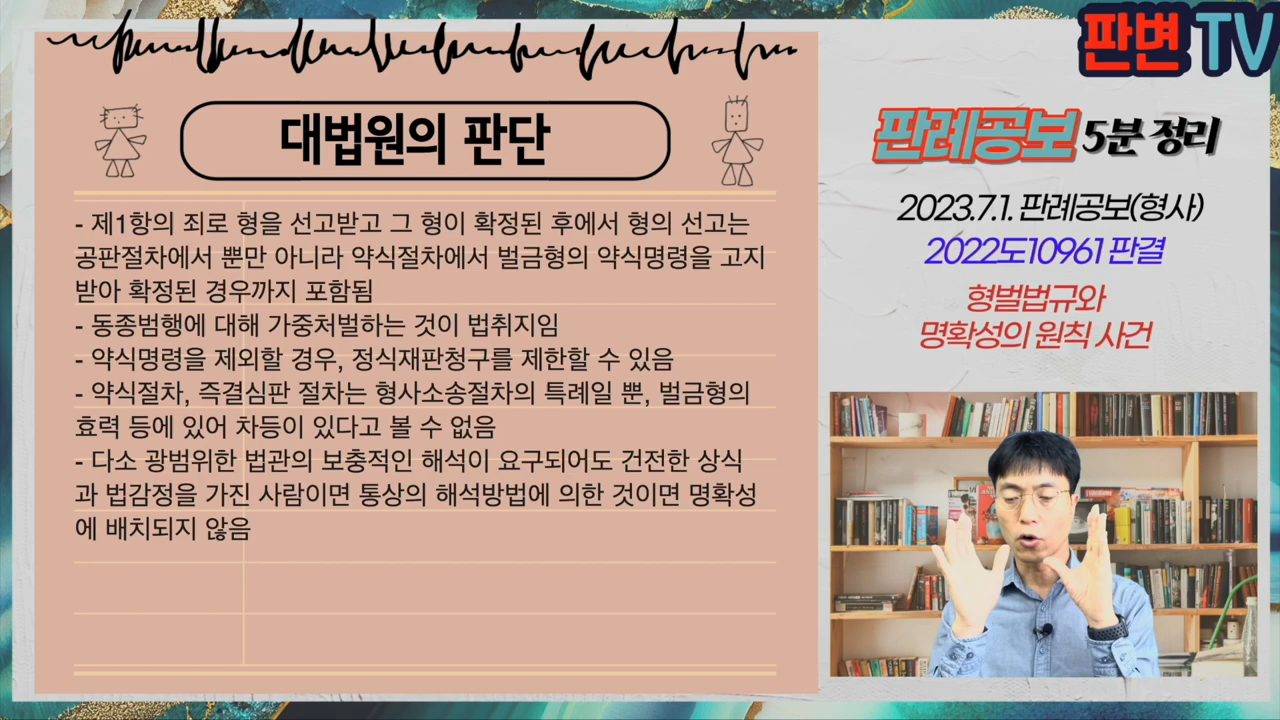 판변 TV
대법원의 판단
- 제1항의 죄로 형을 선고받고 그 형이 확정된 후에서 형의 선고는
공판절차에서 뿐만 아니라 약식절차에서 벌금형의 약식명령을 고지
받아 확정된 경우까지 포함됨
- 동종범행에 대해 가중처벌하는 것이 법취지임
- 약식명령을 제외할 경우, 정식재판청구를 제한할 수 있음
- 약식절차, 즉결심판 절차는 형사소송절차의 특례일 뿐, 벌금형의
효력 등에 있어 차등이 있다고 볼 수 없음
- 다소 광범위한 법관의 보충적인 해석이 요구되어도 건전한 상식
과 법감정을 가진 사람이면 통상의 해석방법에 의한 것이면 명확성
에 배치되지 않음
판례공보 5분 정리
2023.7.1. 판례공보(형사)
2022도10961 판결
형벌법규와
명확성의 원칙 사건